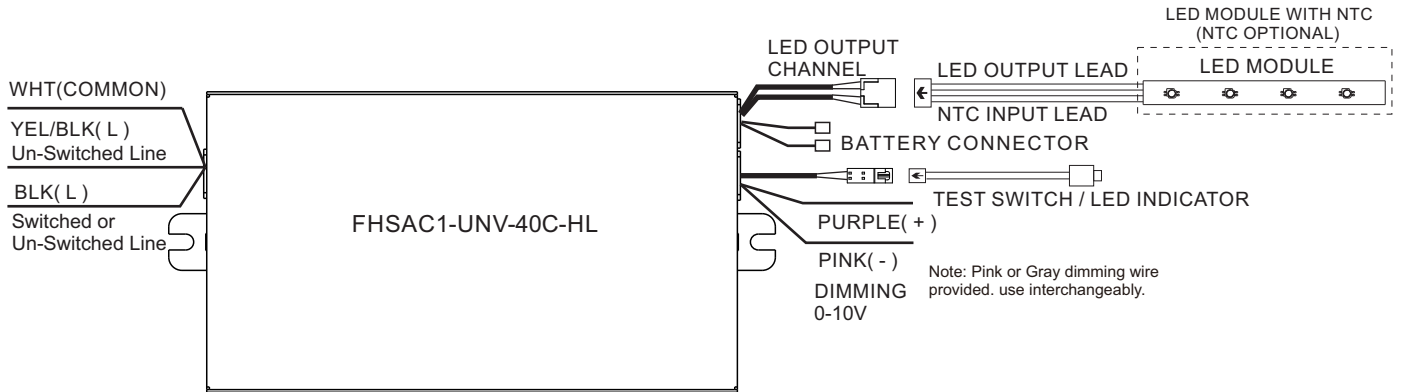 LED MODULE WITH NTC
(NTC OPTIONAL)
LED OUTPUT
CHANNEL
LED OUTPUT LEAD
LED MODULE
WHT(COMMON)
NTC INPUT LEAD
YEL/BLK( L )
Un-Switched Line
BATTERY CONNECTOR
BLK( L )
TEST SWITCH / LED INDICATOR
Switched or
Un-Switched Line
FHSAC1-UNV-40C-HL
PURPLE( + )
PINK( - )
Note: Pink or Gray dimming wire
provided. use interchangeably.
DIMMING
0-10V